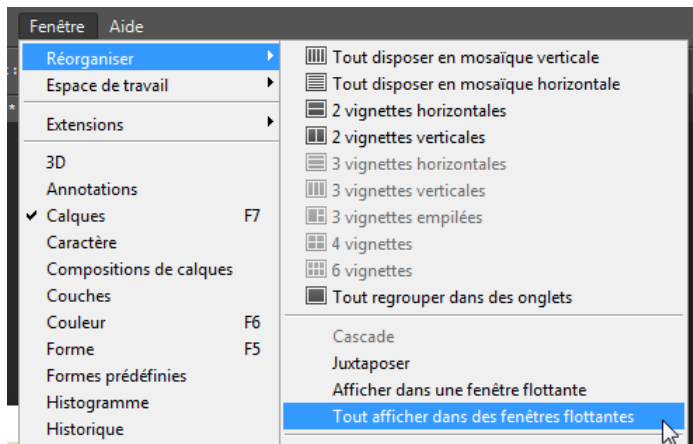 Fenêtre Aide
Réorganiser
Espace de travail
Extensions
3D
Annotations
Calques F7
Caractère
Compositions de calques
Couches
Couleur F6
Forme F5
Formes prédéfinies
Histogramme
Historique
Tout disposer en mosaïque verticale
Tout disposer en mosaïque horizontale
2 vignettes horizontales
2 vignettes verticales
3 vignettes horizontales
3 vignettes verticales
3 vignettes empilées
4 vignettes
6 vignettes
Tout regrouper dans des onglets
Cascade
Juxtaposer
Afficher dans une fenêtre flottante
Tout afficher dans des fenêtres flottantes